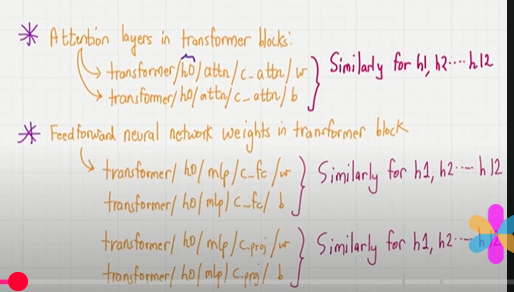 * Attention layers in transformer blocks:
transformer/h0/attn/c_attn/w
transformer/h0/attn/c_attn/b
Similarly for h1, h2....h12
* Feedforward neural network weights in transformer block
transformer/h0/mlp/c_fc/w
transformer/h0/mlp/c_fc/b
Similarly for h1, h2...h12
transformer/h0/mlp/c_proj/w
transformer/h0/mlp/c_proj/b
Similarly for h1, h2...h12